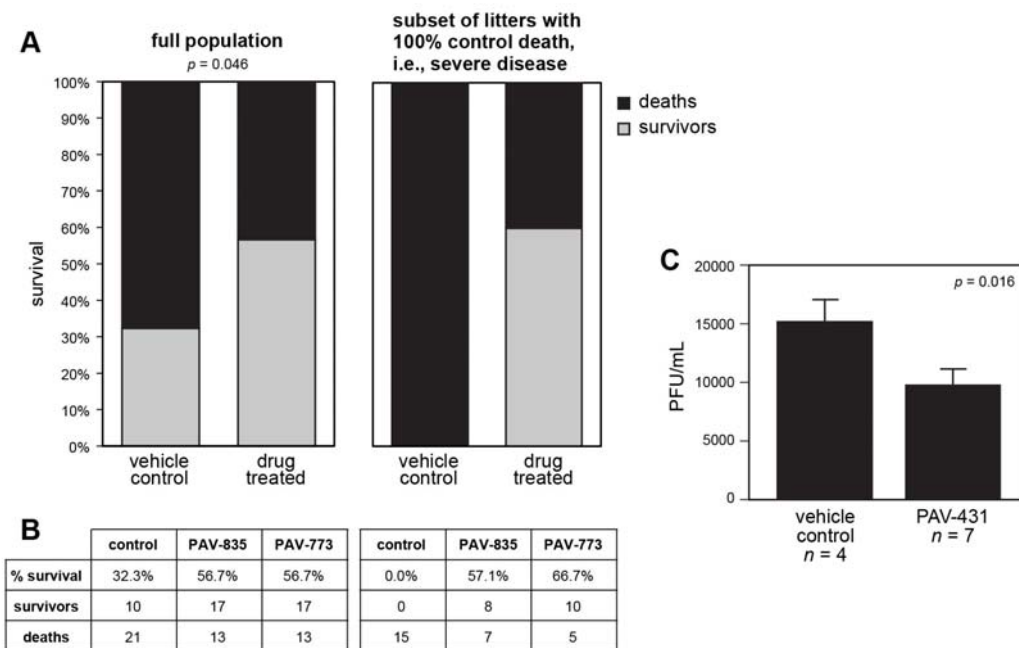 A
full population
p = 0.046
subset of litters with
100% control death,
i.e., severe disease
deaths
survivors
survival
100%
90%
80%
70%
60%
50%
40%
30%
20%
10%
0%
vehicle
control
drug
treated
vehicle
control
drug
treated
C
p = 0.016
PFU/mL
20000
15000
10000
5000
0
vehicle
control
n = 4
PAV-431
n = 7
B
control PAV-835 PAV-773 control PAV-835 PAV-773
% survival 32.3% 56.7% 56.7% 0.0% 57.1% 66.7%
survivors 10 17 17 0 8 10
deaths 21 13 13 15 7 5